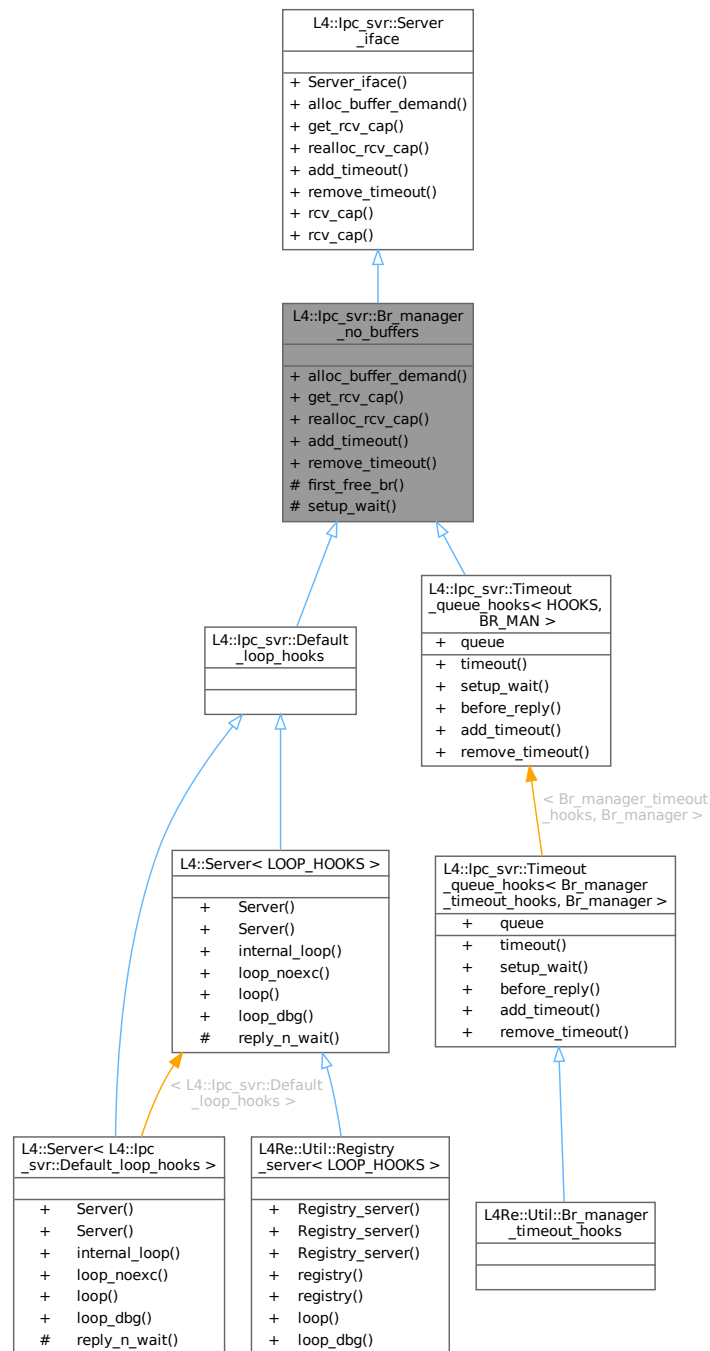 L4::Ipc_svr::Server
_iface
+ Server_iface()
+ alloc_buffer_demand()
+ get_rcv_cap()
+ realloc_rcv_cap()
+ add_timeout()
+ remove_timeout()
+ rcv_cap()
+ rcv_cap()
L4::Ipc_svr::Br_manager
_no_buffers
+ alloc_buffer_demand()
+ get_rcv_cap()
+ realloc_rcv_cap()
+ add_timeout()
+ remove_timeout()
# first_free_br()
# setup_wait()
L4::Ipc_svr::Default
_loop_hooks
L4::Ipc_svr::Timeout
_queue_hooks< HOOKS,
BR_MAN >
+ queue
+ timeout()
+ setup_wait()
+ before_reply()
+ add_timeout()
+ remove_timeout()
< Br_manager_timeout
_hooks, Br_manager >
L4::Server< LOOP_HOOKS >
+ Server()
+ Server()
+ internal_loop()
+ loop_noexc()
+ loop()
+ loop_dbg()
# reply_n_wait()
L4::Ipc_svr::Timeout
_queue_hooks< Br_manager
_timeout_hooks, Br_manager >
+ queue
+ timeout()
+ setup_wait()
+ before_reply()
+ add_timeout()
+ remove_timeout()
< L4::Ipc_svr::Default
_loop_hooks >
L4::Server< L4::Ipc
_svr::Default_loop_hooks >
+ Server()
+ Server()
+ internal_loop()
+ loop_noexc()
+ loop()
+ loop_dbg()
# reply_n_wait()
L4Re::Util::Registry
_server< LOOP_HOOKS >
+ Registry_server()
+ Registry_server()
+ Registry_server()
+ registry()
+ registry()
+ loop()
+ loop_dbg()
L4Re::Util::Br_manager
_timeout_hooks